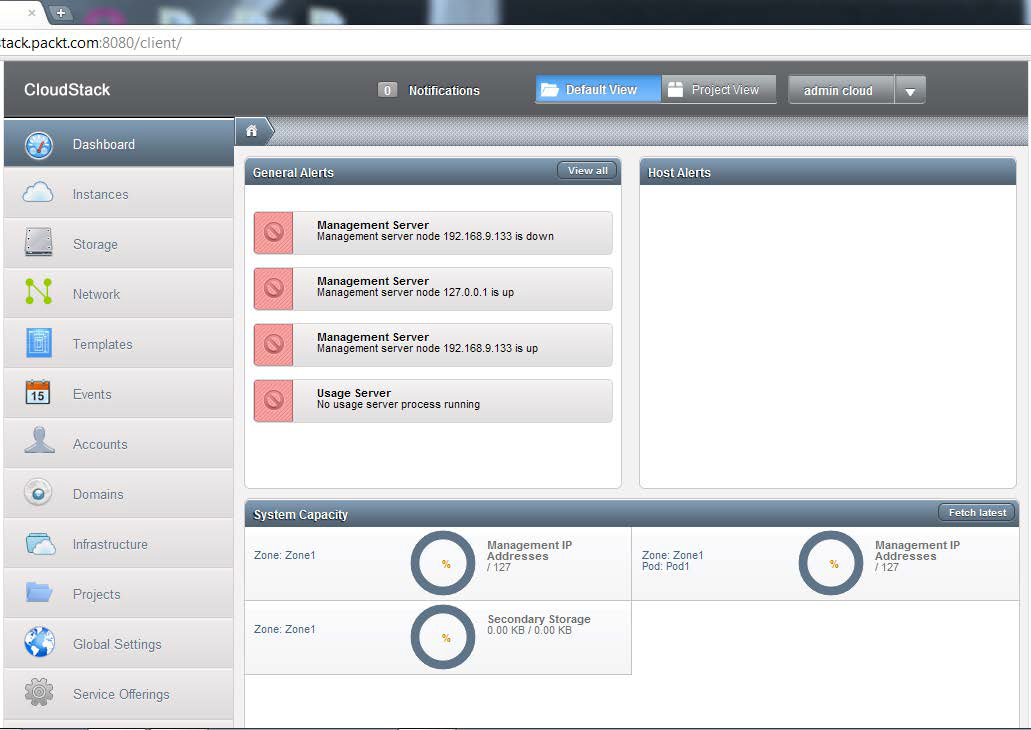 tack.packt.com:8080/client/
CloudStack
0 Notifications
Default View
Project View
admin cloud
Dashboard
Instances
Storage
Network
Templates
15
Events
Accounts
Domains
Infrastructure
Projects
Global Settings
Service Offerings
General Alerts
View all
Management Server
Management server node 192.168.9.133 is down
Management Server
Management server node 127.0.0.1 is up
Management Server
Management server node 192.168.9.133 is up
Usage Server
No usage server process running
Host Alerts
System Capacity
Fetch latest
Zone: Zone1
%
Management IP
Addresses
/ 127
Zone: Zone1
Pod: Pod1
%
Management IP
Addresses
/ 127
Zone: Zone1
%
Secondary Storage
0.00 KB / 0.00 KB